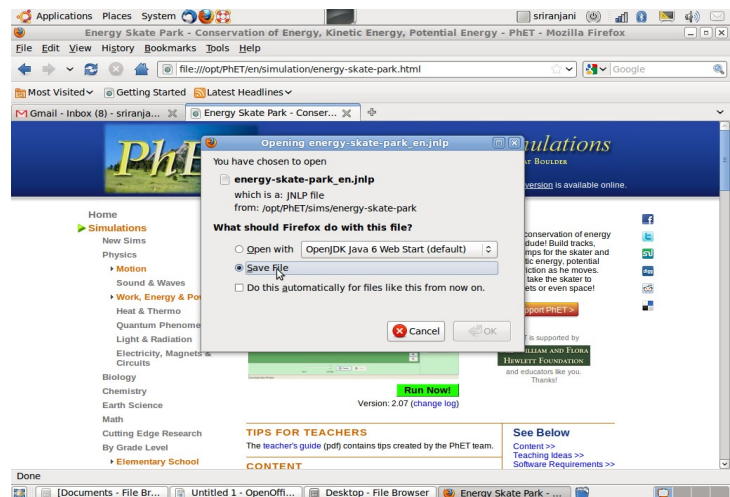 Applications Places System sriranjani
Energy Skate Park - Conservation of Energy, Kinetic Energy, Potential Energy - PhET - Mozilla Firefox
File Edit View History Bookmarks Tools Help
file:///opt/PhET/en/simulation/energy-skate-park.html Google
Most Visited Getting Started Latest Headlines
Gmail - Inbox (8) - sriranja... Energy Skate Park - Conser...
PhE
ulations
AT BOULDER
version is available online.
Opening energy-skate-park_en.jnlp
You have chosen to open
energy-skate-park_en.jnlp
which is a: JNLP file
from: /opt/PhET/sims/energy-skate-park
What should Firefox do with this file?
Open with OpenJDK Java 6 Web Start (default)
Save File
Do this automatically for files like this from now on.
Cancel OK
Home
Simulations
New Sims
Physics
Motion
Sound & Waves
Work, Energy & Po
Heat & Thermo
Quantum Phenome
Light & Radiation
Electricity, Magnets &
Circuits
Biology
Chemistry
Earth Science
Math
Cutting Edge Research
By Grade Level
Elementary School
conservation of energy
dude! Build tracks,
mps for the skater and
tic energy, potential
iction as he moves.
take the skater to
ets or even space!
pport PhET >
T is supported by
ILLIAM AND FLORA
HEWLETT FOUNDATION
and educators like you.
Thanks!
Run Now!
Version: 2.07 (change log)
TIPS FOR TEACHERS
The teacher's guide (pdf) contains tips created by the PhET team.
CONTENT
See Below
Content >>
Teaching Ideas >>
Software Requirements >>
Done
[Documents - File Br... Untitled 1 - OpenOffi... Desktop - File Browser Energy Skate Park - ...